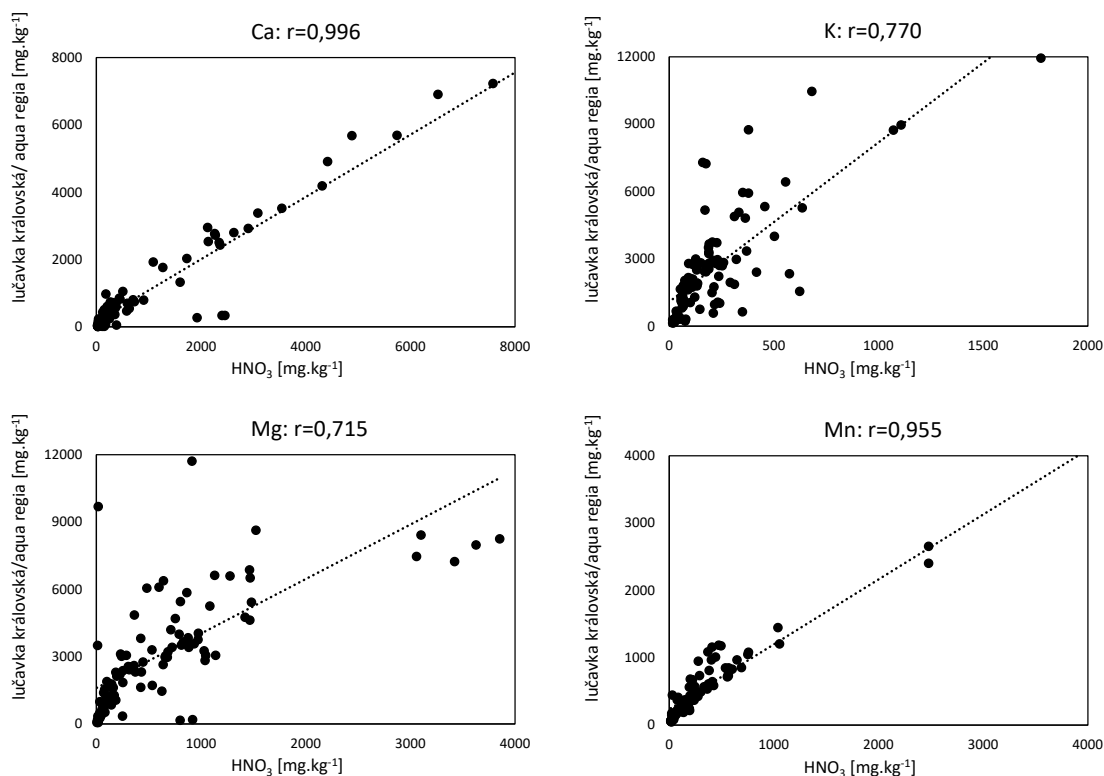 Ca: r=0,996
lučavka královská/ aqua regia [mg.kg⁻¹]
8000
6000
4000
2000
0
0 2000 4000 6000 8000
HNO₃ [mg.kg⁻¹]
K: r=0,770
lučavka královská/aqua regia [mg.kg⁻¹]
12000
9000
6000
3000
0
0 500 1000 1500 2000
HNO₃ [mg.kg⁻¹]
Mg: r=0,715
lučavka královská/aqua regia [mg.kg⁻¹]
12000
9000
6000
3000
0
0 1000 2000 3000 4000
HNO₃ [mg.kg⁻¹]
Mn: r=0,955
lučavka královská/aqua regia [mg.kg⁻¹]
4000
3000
2000
1000
0
0 1000 2000 3000 4000
HNO₃ [mg.kg⁻¹]